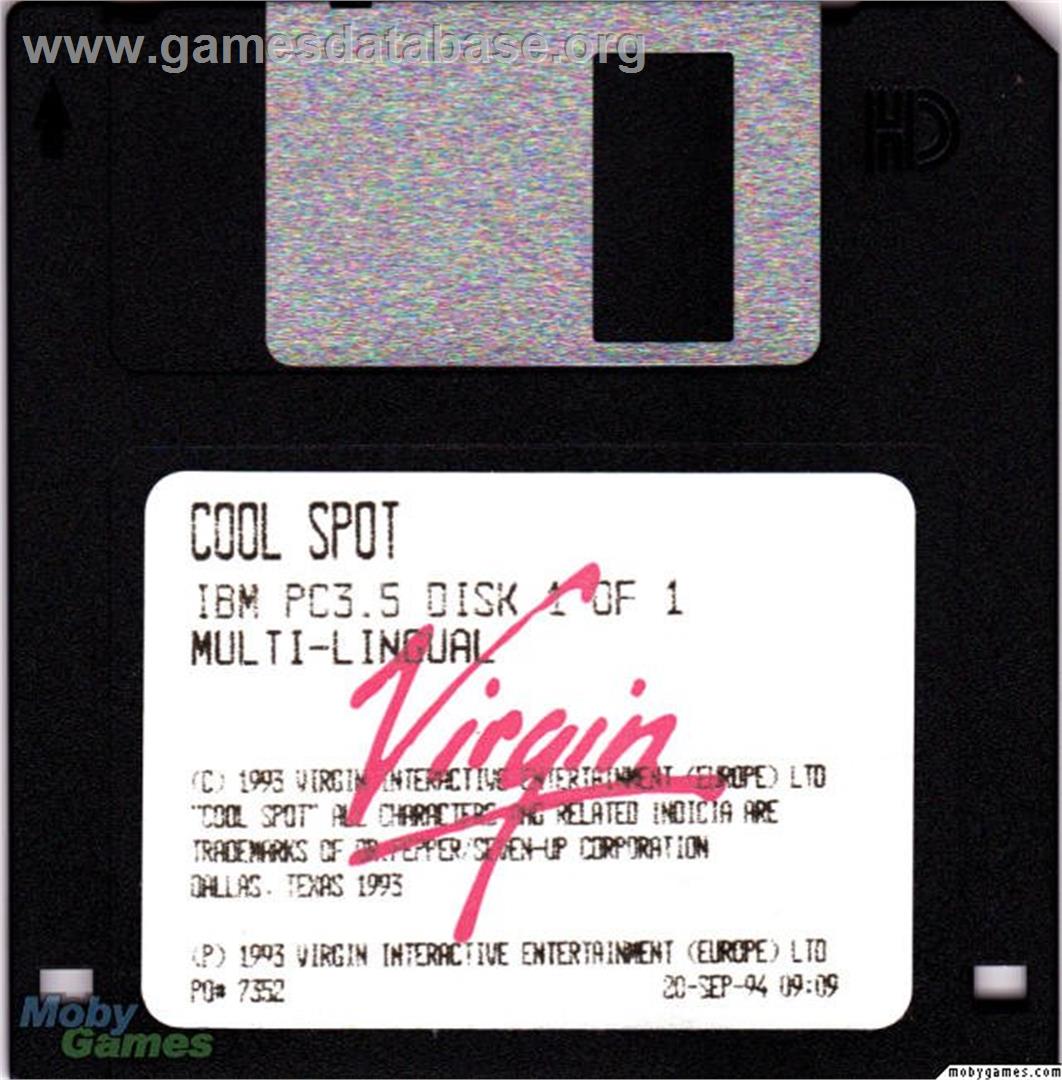 www.gamesdatabase.org
HD
COOL SPOT
IBM PC3.5 DISK 1 OF 1
MULTI-LINGUAL
Virgin
(C) 1993 VIRGIN INTERACTIVE ENTERTAINMENT (EUROPE) LTD
"COOL SPOT" ALL CHARACTERS AND RELATED INDICIA ARE
TRADEMARKS OF DR.PEPPER/SEVEN-UP CORPORATION
DALLAS. TEXAS 1993
(P) 1993 VIRGIN INTERACTIVE ENTERTAINMENT (EUROPE) LTD
PO# 7352 20-SEP-94 09:09
Moby
Games
mobygames.com